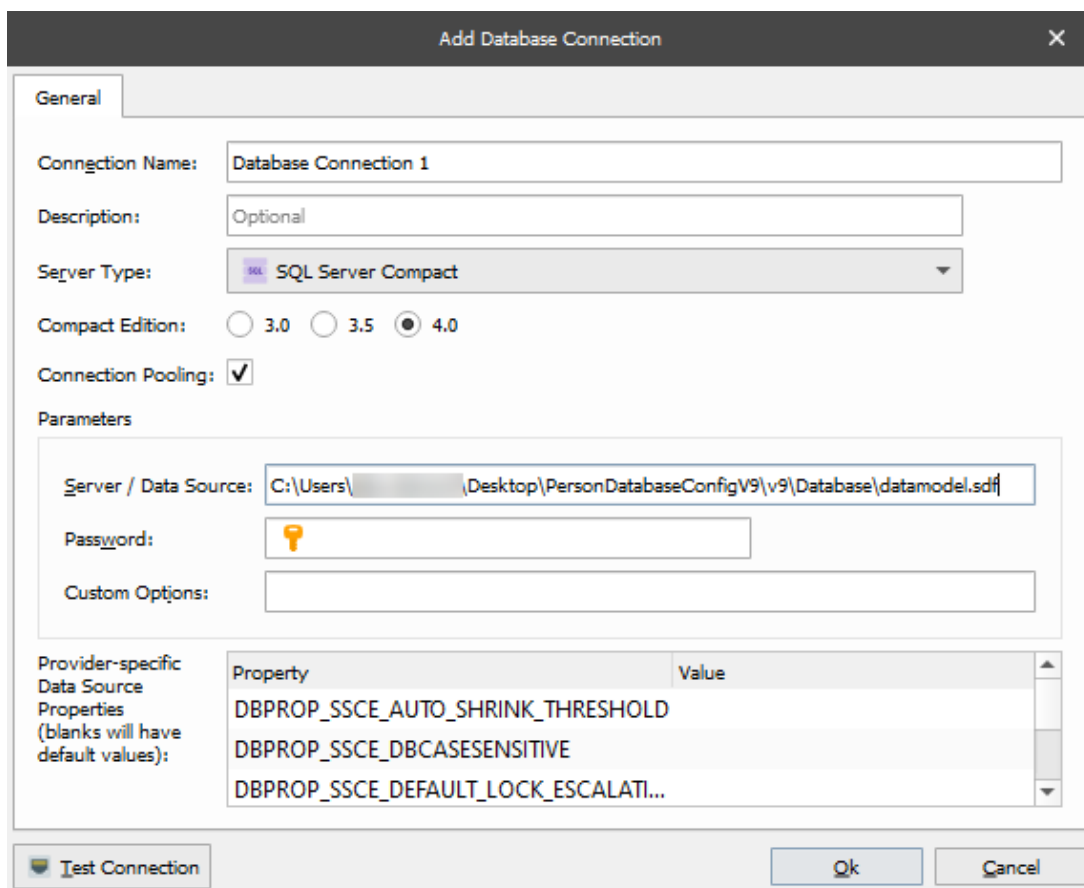 Add Database Connection
General
Connection Name: Database Connection 1
Description: Optional
Server Type: SQL SQL Server Compact
Compact Edition: 3.0 3.5 4.0
Connection Pooling:
Parameters
Server / Data Source: C:\Users\ \Desktop\PersonDatabaseConfigV9\v9\Database\datamodel.sdf
Password:
Custom Options:
Provider-specific
Data Source
Properties
(blanks will have
default values):
Property Value
DBPROP_SSCE_AUTO_SHRINK_THRESHOLD
DBPROP_SSCE_DBCASESENSITIVE
DBPROP_SSCE_DEFAULT_LOCK_ESCALATI...
Test Connection Ok Cancel